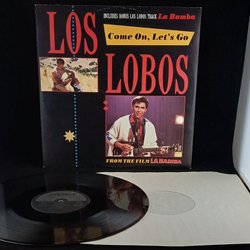 INCLUDES BONUS LOS LOBOS TRACK La Bamba
LOS
Come On, Let's Go
LOBOS
FROM THE FILM LA BAMBA